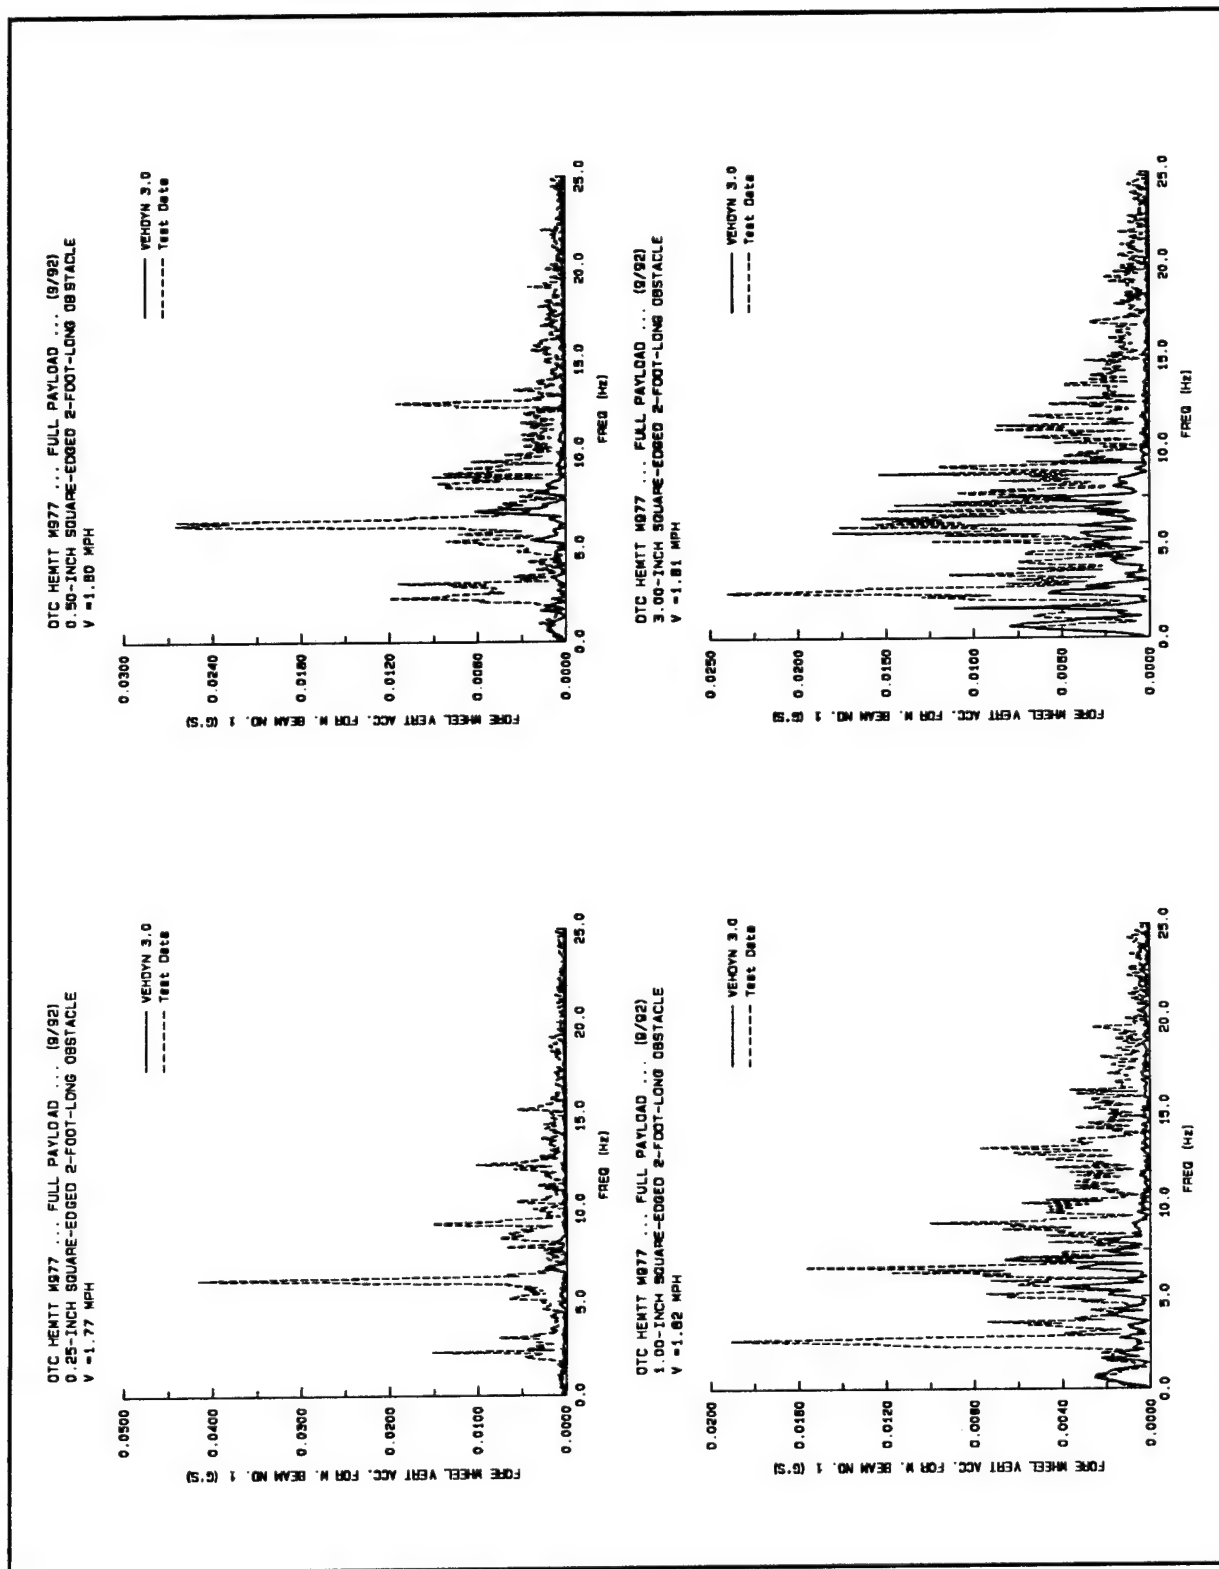 OTC HEMTT M977 ... FULL PAYLOAD ... (9/92)
0.25-INCH SQUARE-EDGED 2-FOOT-LONG OBSTACLE
V =1.77 MPH
VEHDYN 3.0
Test Data
FORE WHEEL VERT ACC. FOR W. BEAM NO. 1 (G'S)
0.0500
0.0400
0.0300
0.0200
0.0100
0.0000
0.0 5.0 10.0 15.0 20.0 25.0
FREQ (Hz)
OTC HEMTT M977 ... FULL PAYLOAD ... (9/92)
0.50-INCH SQUARE-EDGED 2-FOOT-LONG OBSTACLE
V =1.80 MPH
VEHDYN 3.0
Test Data
FORE WHEEL VERT ACC. FOR W. BEAM NO. 1 (G'S)
0.0300
0.0240
0.0180
0.0120
0.0060
0.0000
0.0 5.0 10.0 15.0 20.0 25.0
FREQ (Hz)
OTC HEMTT M977 ... FULL PAYLOAD ... (9/92)
1.00-INCH SQUARE-EDGED 2-FOOT-LONG OBSTACLE
V =1.82 MPH
VEHDYN 3.0
Test Data
FORE WHEEL VERT ACC. FOR W. BEAM NO. 1 (G'S)
0.0200
0.0160
0.0120
0.0080
0.0040
0.0000
0.0 5.0 10.0 15.0 20.0 25.0
FREQ (Hz)
OTC HEMTT M977 ... FULL PAYLOAD ... (9/92)
3.00-INCH SQUARE-EDGED 2-FOOT-LONG OBSTACLE
V =1.81 MPH
VEHDYN 3.0
Test Data
FORE WHEEL VERT ACC. FOR W. BEAM NO. 1 (G'S)
0.0250
0.0200
0.0150
0.0100
0.0050
0.0000
0.0 5.0 10.0 15.0 20.0 25.0
FREQ (Hz)